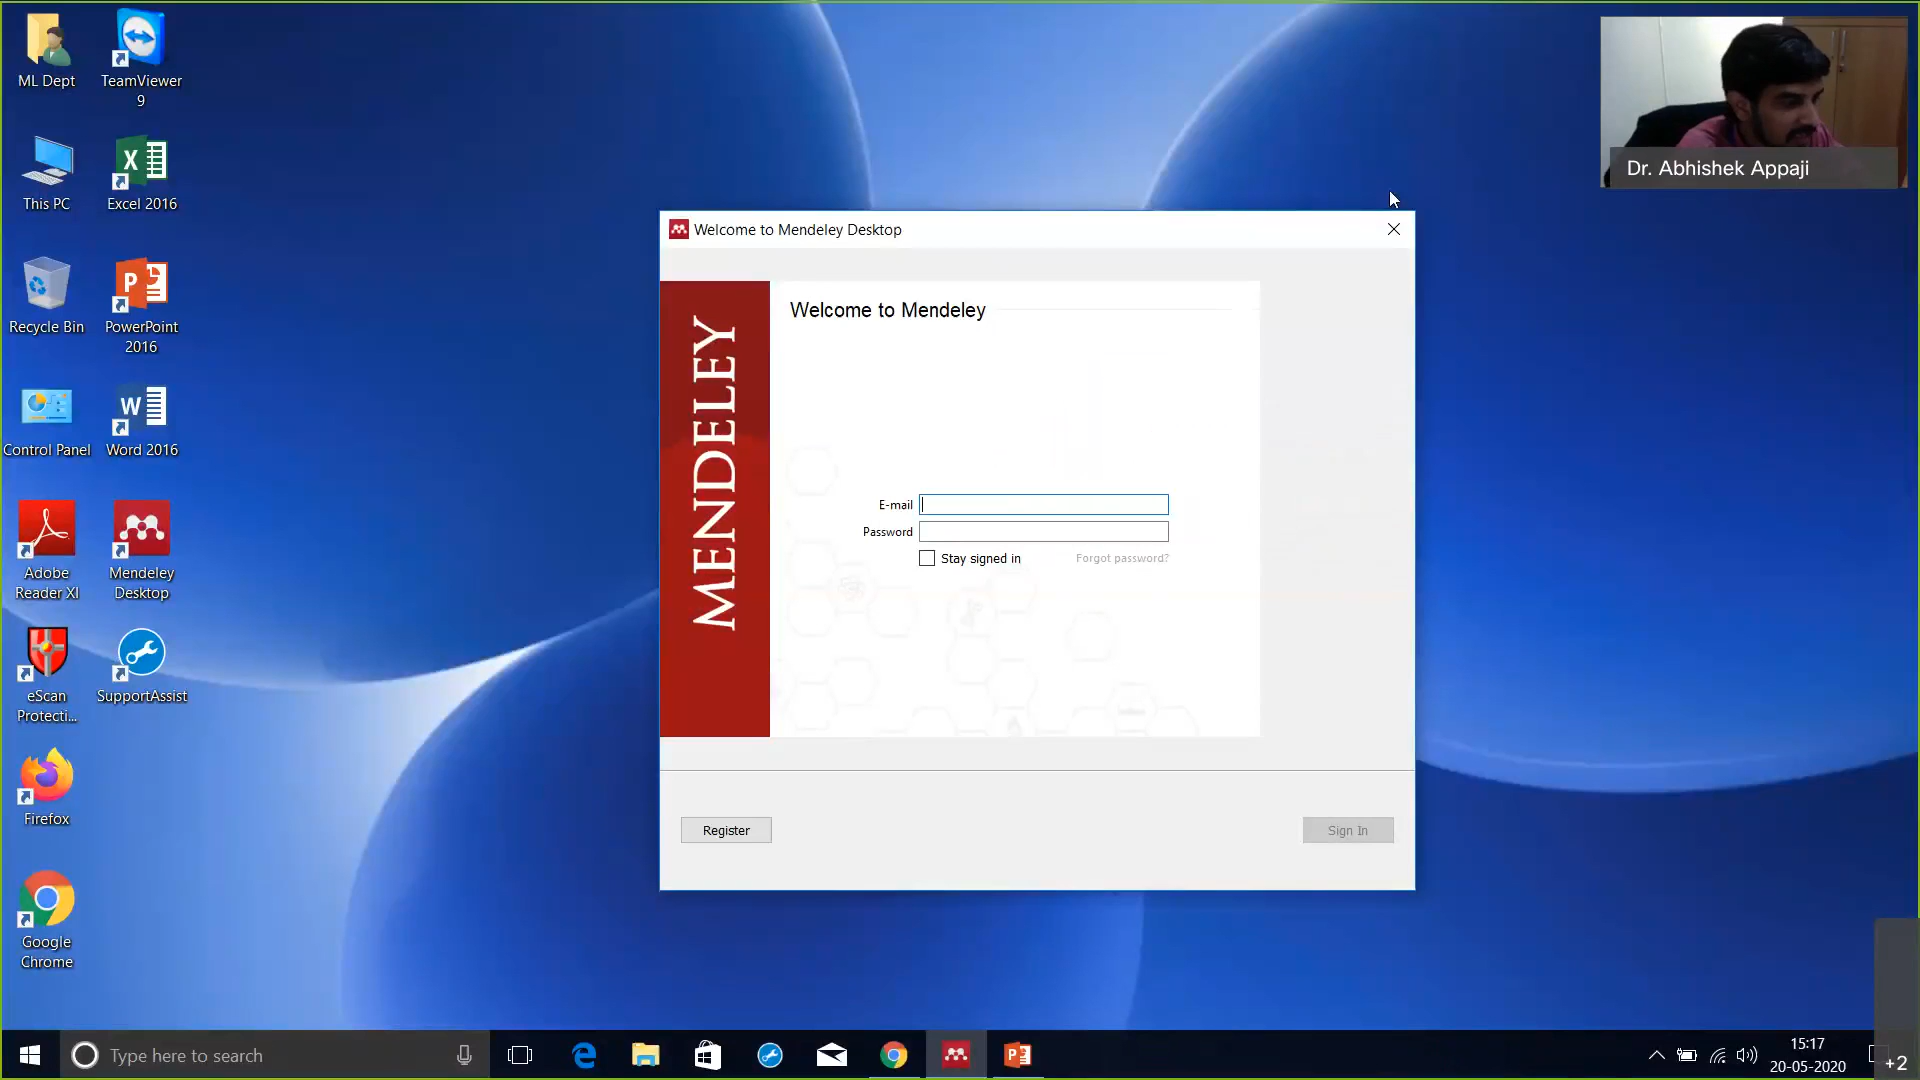 ML Dept
TeamViewer
9
This PC
Excel 2016
Recycle Bin
PowerPoint
2016
Control Panel
Word 2016
Adobe
Reader XI
Mendeley
Desktop
eScan
Protecti...
SupportAssist
Firefox
Google
Chrome
Dr. Abhishek Appaji
Welcome to Mendeley Desktop
MENDELEY
Welcome to Mendeley
E-mail
Password
Stay signed in
Forgot password?
Register
Sign In
Type here to search
15:17
20-05-2020
+2